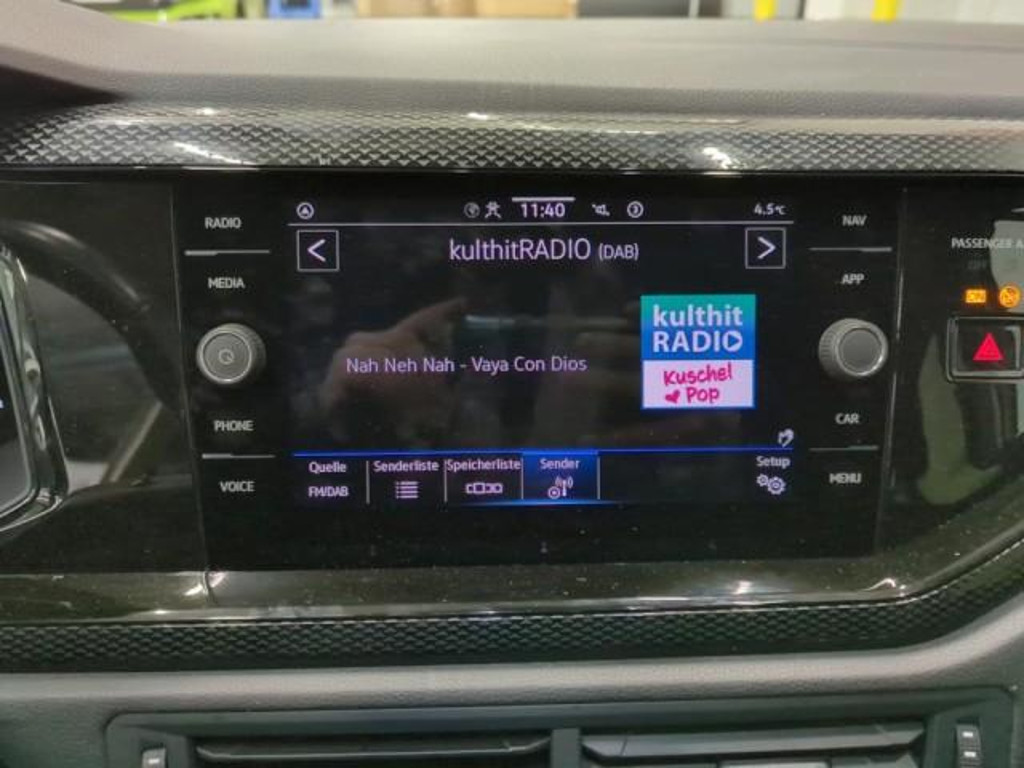 RADIO
MEDIA
PHONE
VOICE
11:40
4.5°C
kulthitRADIO (DAB)
Nah Neh Nah - Vaya Con Dios
kulthit
RADIO
Kuschel
Pop
Quelle
FM/DAB
Senderliste
Speicherliste
Sender
Setup
NAV
APP
CAR
MENU
PASSENGER
ON